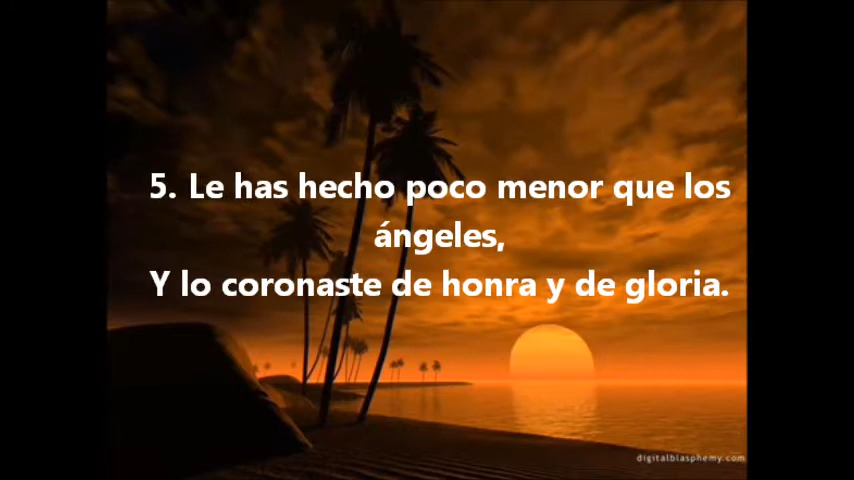 5. Le has hecho poco menor que los
ángeles,
Y lo coronaste de honra y de gloria.
digitalblasphemy.com